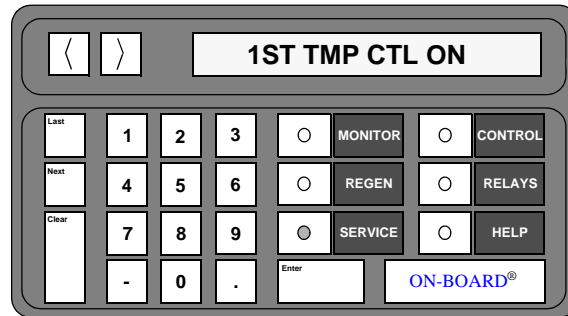 〈 〉 1ST TMP CTL ON
Last 1 2 3 MONITOR CONTROL
Next 4 5 6 REGEN RELAYS
Clear 7 8 9 SERVICE HELP
- 0 . Enter ON-BOARD®